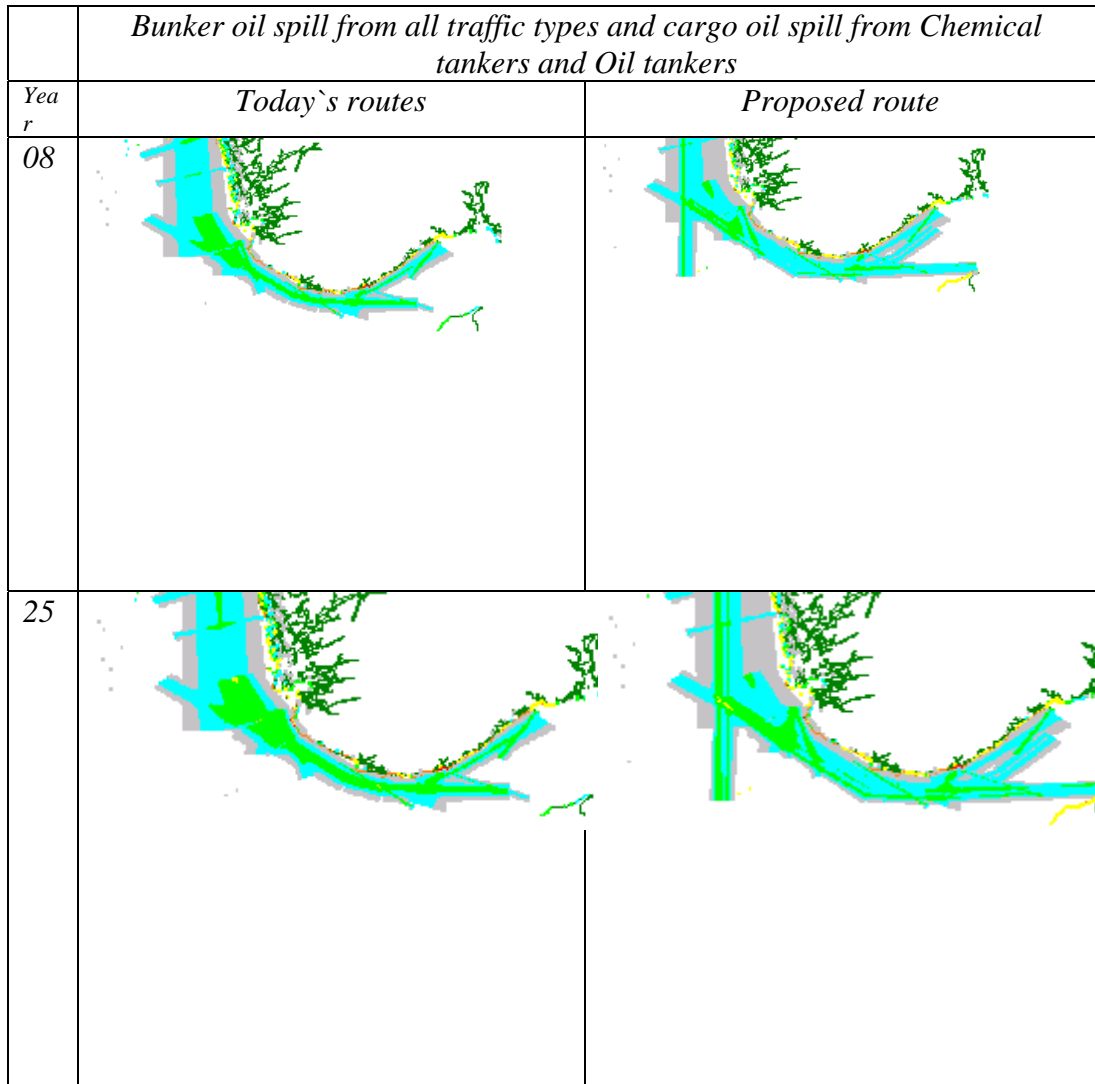 Bunker oil spill from all traffic types and cargo oil spill from Chemical
tankers and Oil tankers
Yea
r
Today`s routes
Proposed route
08
25